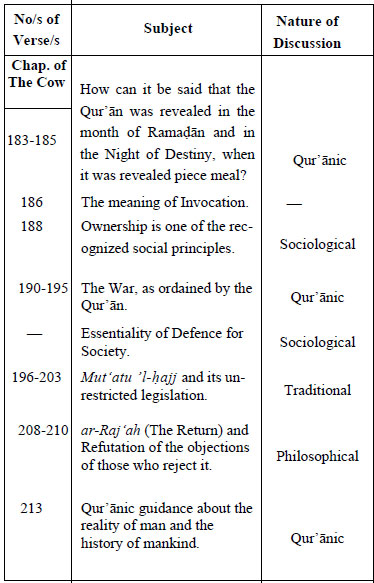 No/s of Verse/s
Subject
Nature of Discussion
Chap. of
The Cow
183-185
How can it be said that the
Qur’ān was revealed in the
month of Ramaḍān and in
the Night of Destiny, when
it was revealed piece meal?
Qur’ānic
186
The meaning of Invocation.
—
188
Ownership is one of the rec-
ognized social principles.
Sociological
190-195
The War, as ordained by the
Qur’ān.
Qur’ānic
—
Essentiality of Defence for
Society.
Sociological
196-203
Mut‘atu ’l-ḥajj and its un-
restricted legislation.
Traditional
208-210
ar-Raj‘ah (The Return) and
Refutation of the objections
of those who reject it.
Philosophical
213
Qur’ānic guidance about the
reality of man and the
history of mankind.
Qur’ānic